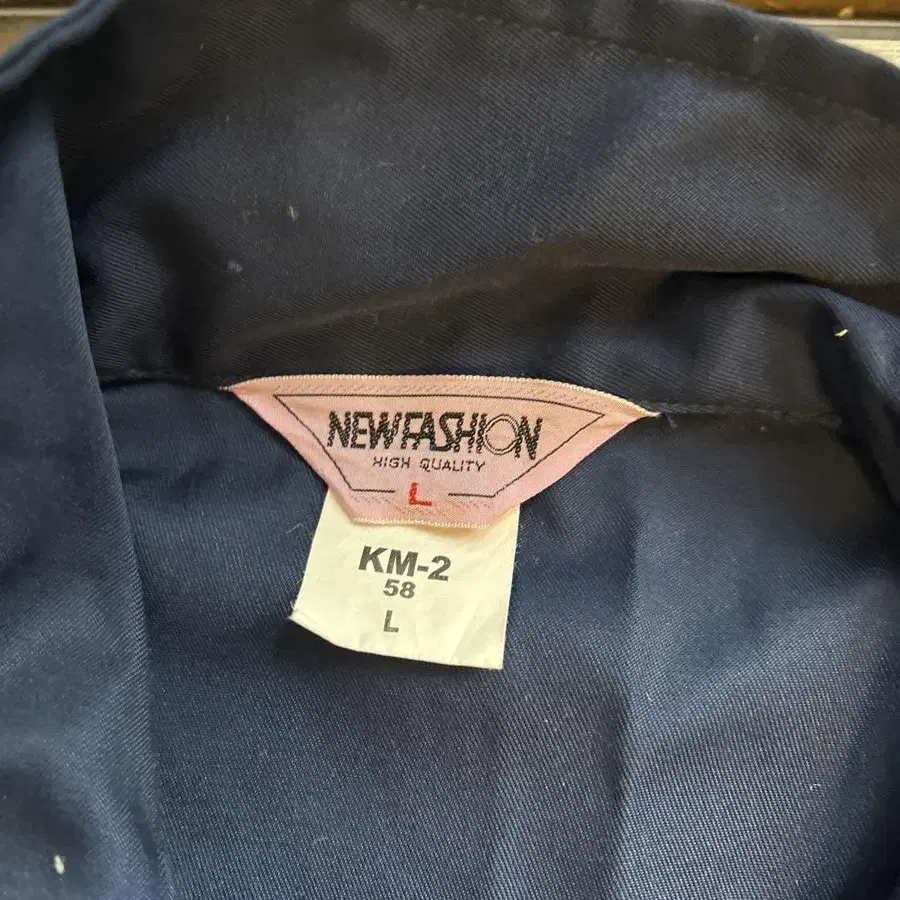 NEWFASHION
HIGH QUALITY
L
KM-2
58
L